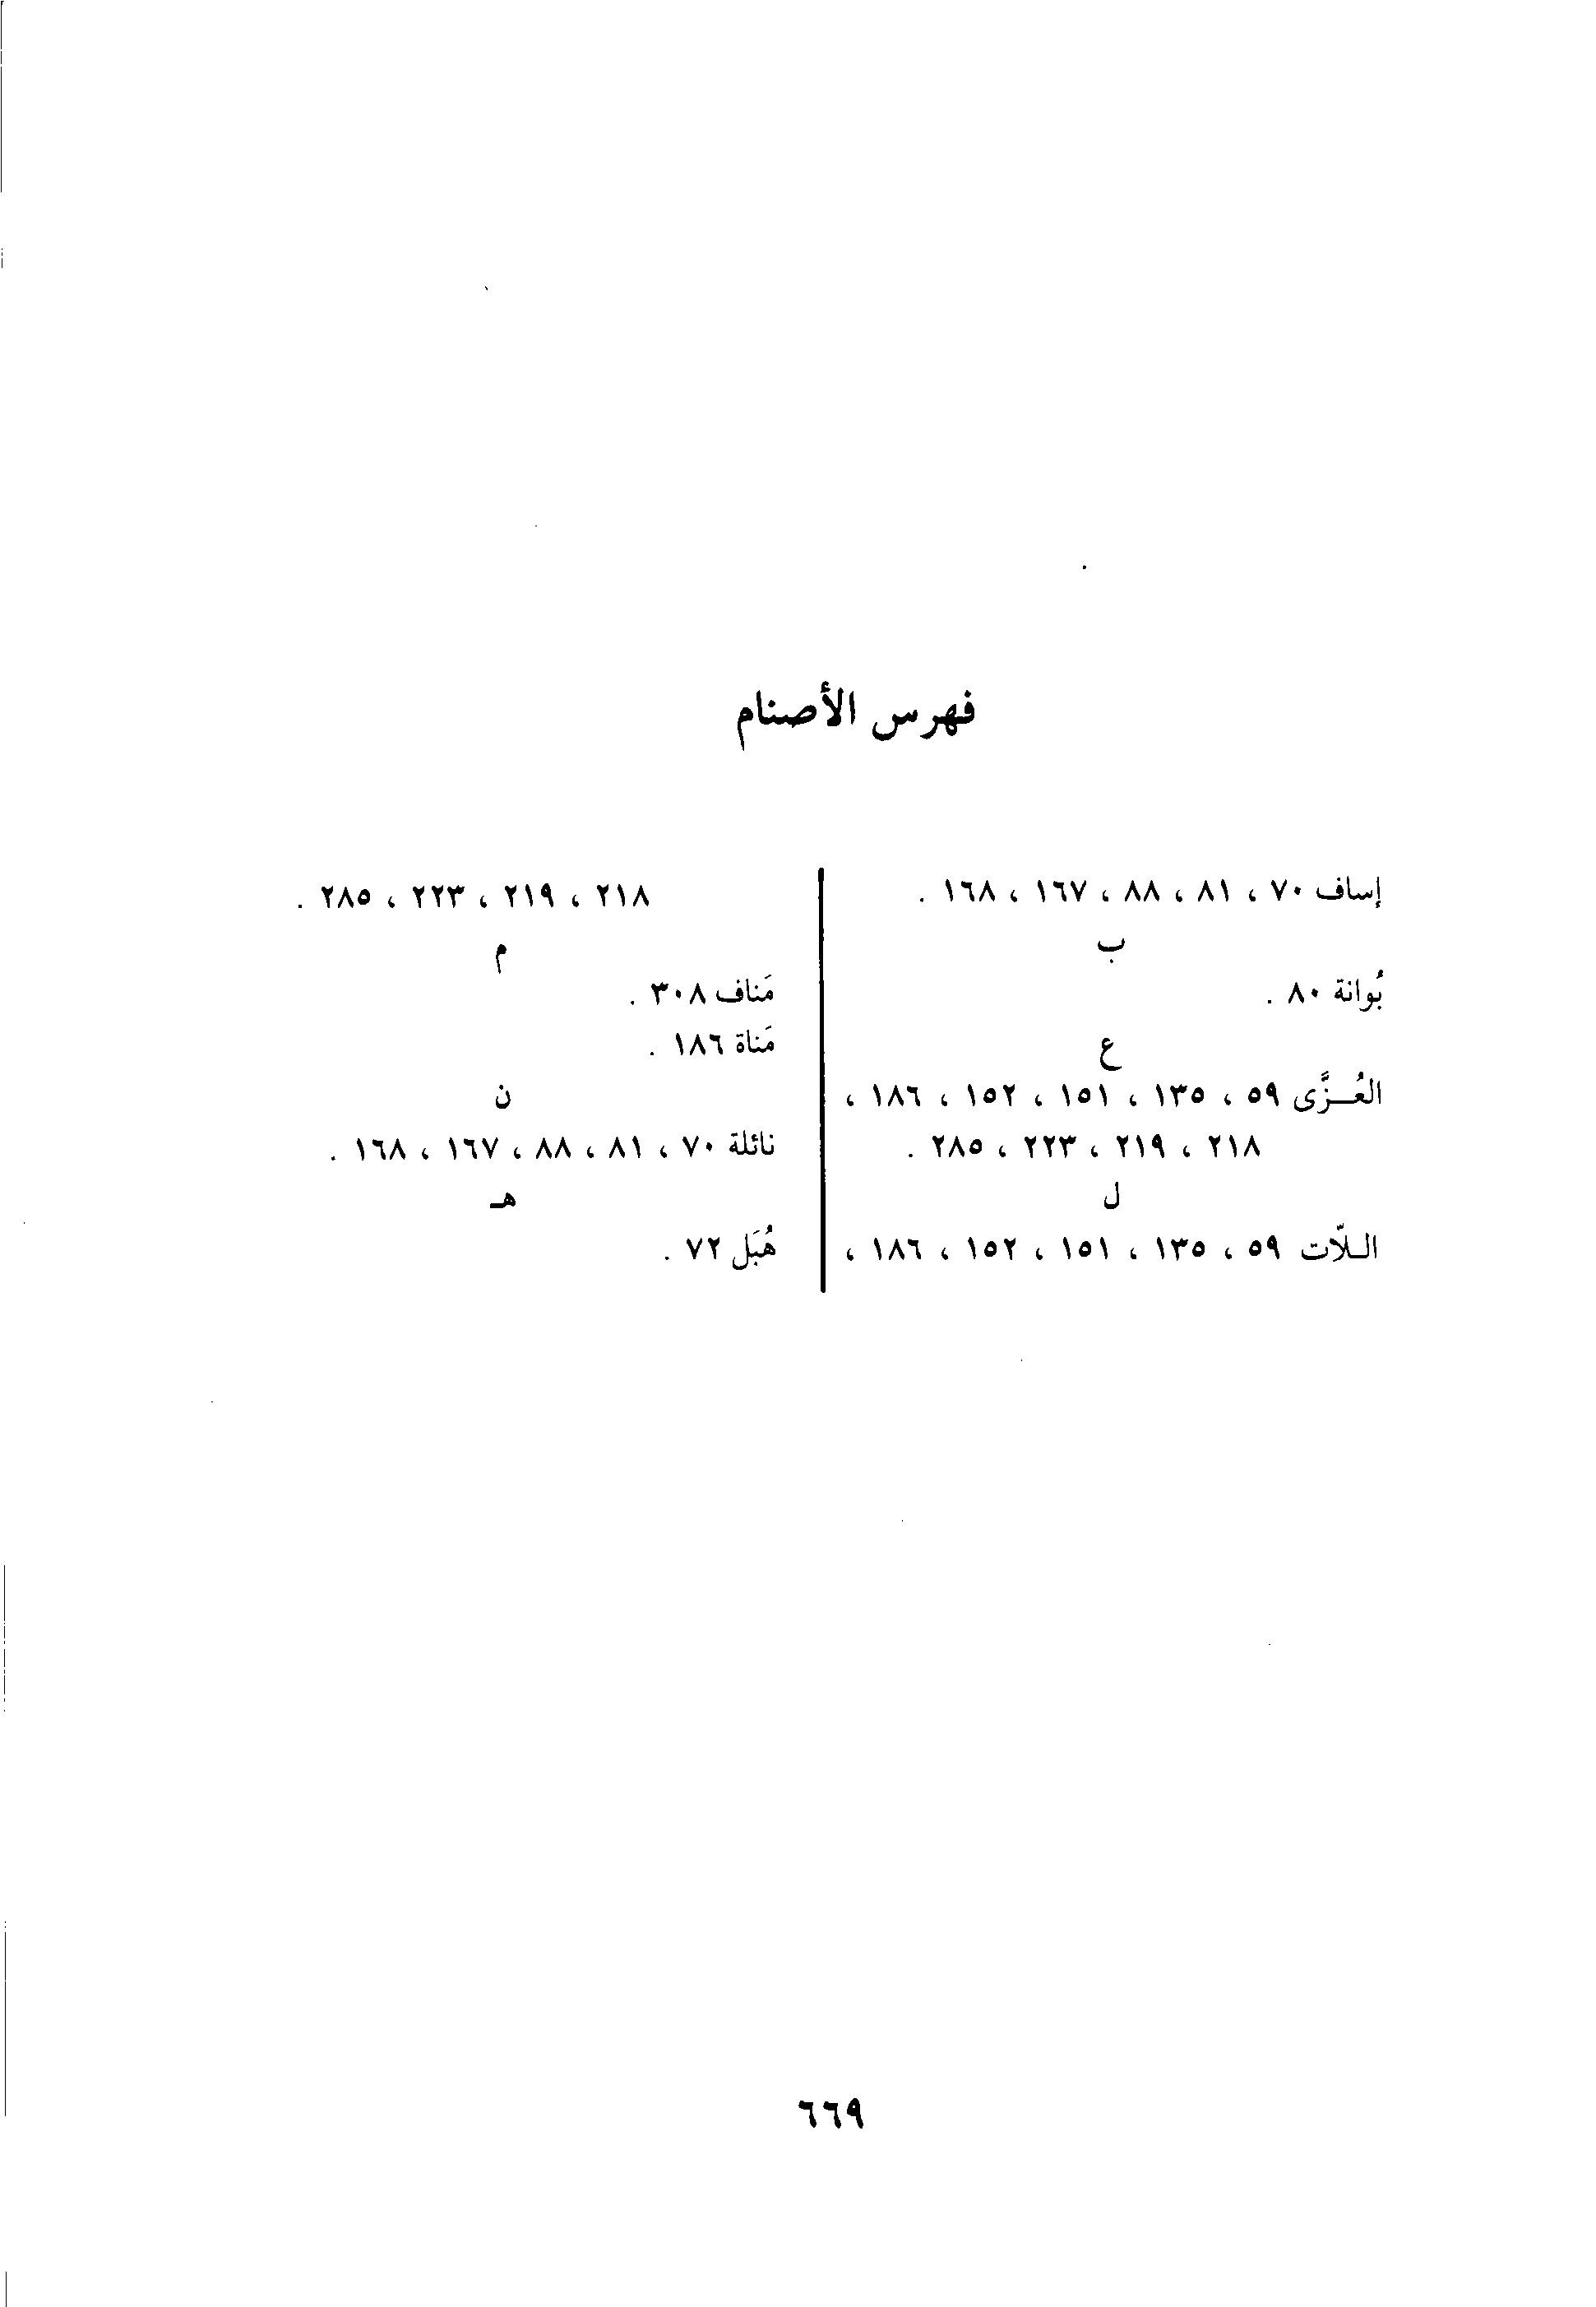 فهرس الأصنام
إساف ٧٠ ، ٨١ ، ٨٨ ، ١٦٧ ، ١٦٨ .
ب
بُوانة ٨٠ .
ع
العُـزَّى ٥٩ ، ١٣٥ ، ١٥١ ، ١٥٢ ، ١٨٦ ،
٢١٨ ، ٢١٩ ، ٢٢٣ ، ٢٨٥ .
ل
الـلاّت ٥٩ ، ١٣٥ ، ١٥١ ، ١٥٢ ، ١٨٦ ،
٢١٨ ، ٢١٩ ، ٢٢٣ ، ٢٨٥ .
م
مَناف ٣٠٨ .
مَناة ١٨٦ .
ن
نائلة ٧٠ ، ٨١ ، ٨٨ ، ١٦٧ ، ١٦٨ .
هـ
هُبَل ٧٢ .
٦٦٩